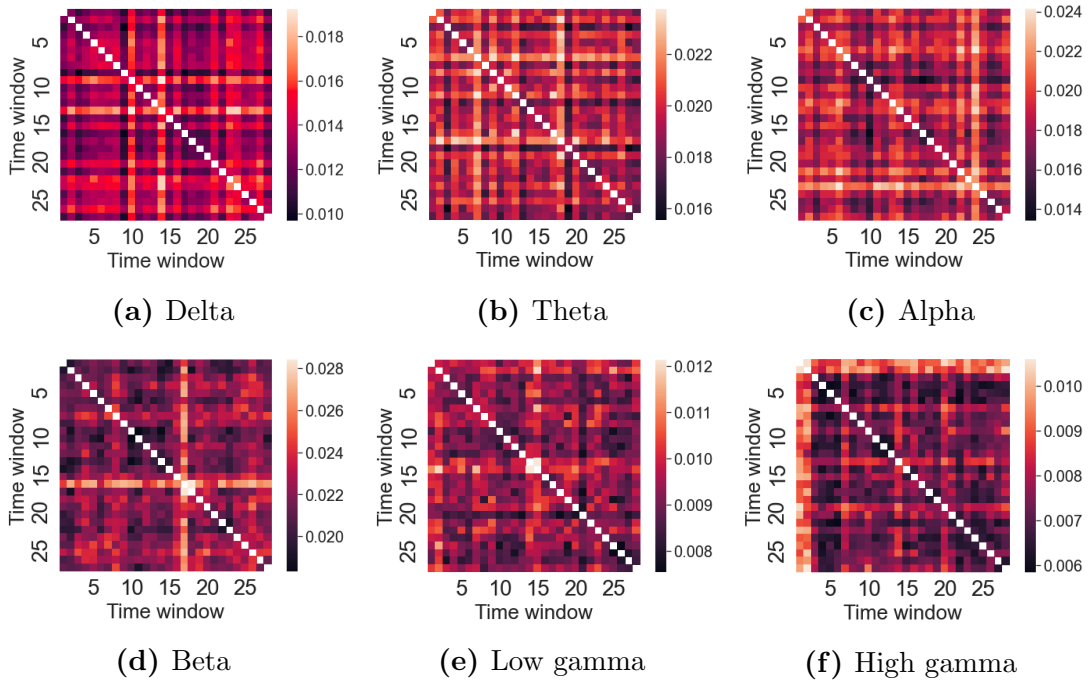 Time window
5
10
15
20
25
5 10 15 20 25
Time window
0.018
0.016
0.014
0.012
0.010
(a) Delta
Time window
5
10
15
20
25
5 10 15 20 25
Time window
0.022
0.020
0.018
0.016
(b) Theta
Time window
5
10
15
20
25
5 10 15 20 25
Time window
0.024
0.022
0.020
0.018
0.016
0.014
(c) Alpha
Time window
5
10
15
20
25
5 10 15 20 25
Time window
0.028
0.026
0.024
0.022
0.020
(d) Beta
Time window
5
10
15
20
25
5 10 15 20 25
Time window
0.012
0.011
0.010
0.009
0.008
(e) Low gamma
Time window
5
10
15
20
25
5 10 15 20 25
Time window
0.010
0.009
0.008
0.007
0.006
(f) High gamma